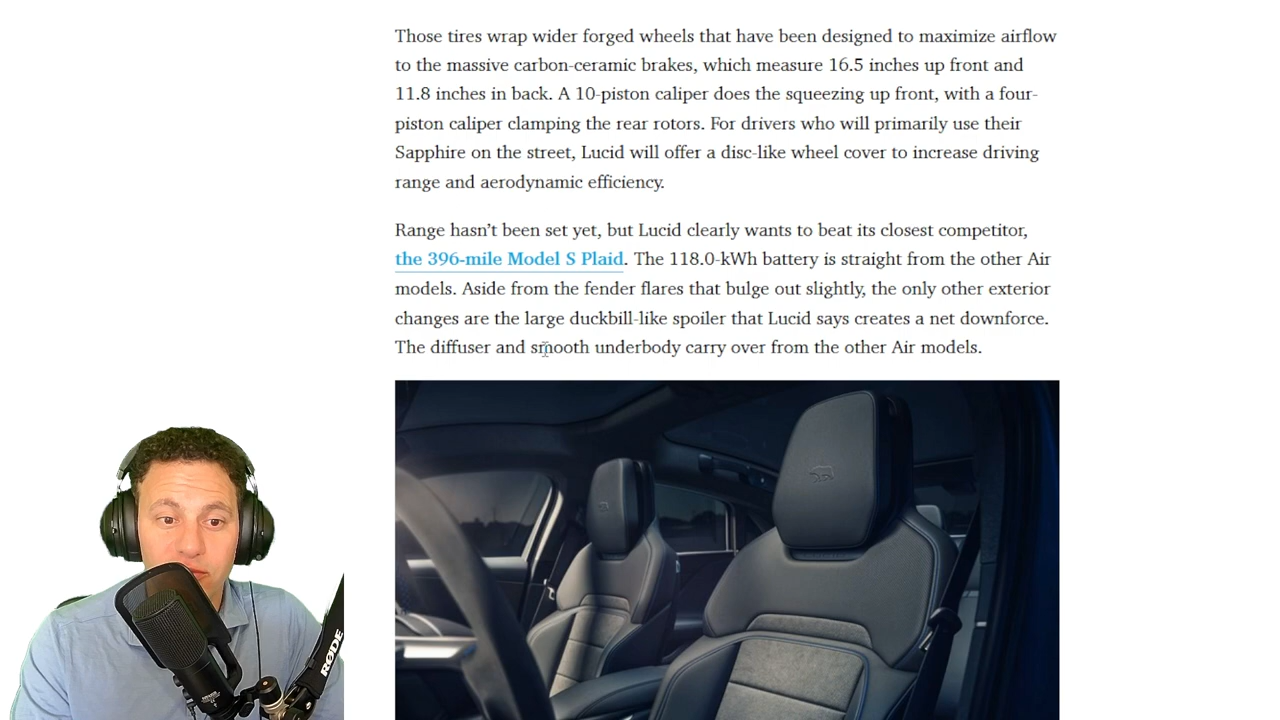 Those tires wrap wider forged wheels that have been designed to maximize airflow
to the massive carbon-ceramic brakes, which measure 16.5 inches up front and
11.8 inches in back. A 10-piston caliper does the squeezing up front, with a four-
piston caliper clamping the rear rotors. For drivers who will primarily use their
Sapphire on the street, Lucid will offer a disc-like wheel cover to increase driving
range and aerodynamic efficiency.
Range hasn’t been set yet, but Lucid clearly wants to beat its closest competitor,
the 396-mile Model S Plaid. The 118.0-kWh battery is straight from the other Air
models. Aside from the fender flares that bulge out slightly, the only other exterior
changes are the large duckbill-like spoiler that Lucid says creates a net downforce.
The diffuser and smooth underbody carry over from the other Air models.
RØDE